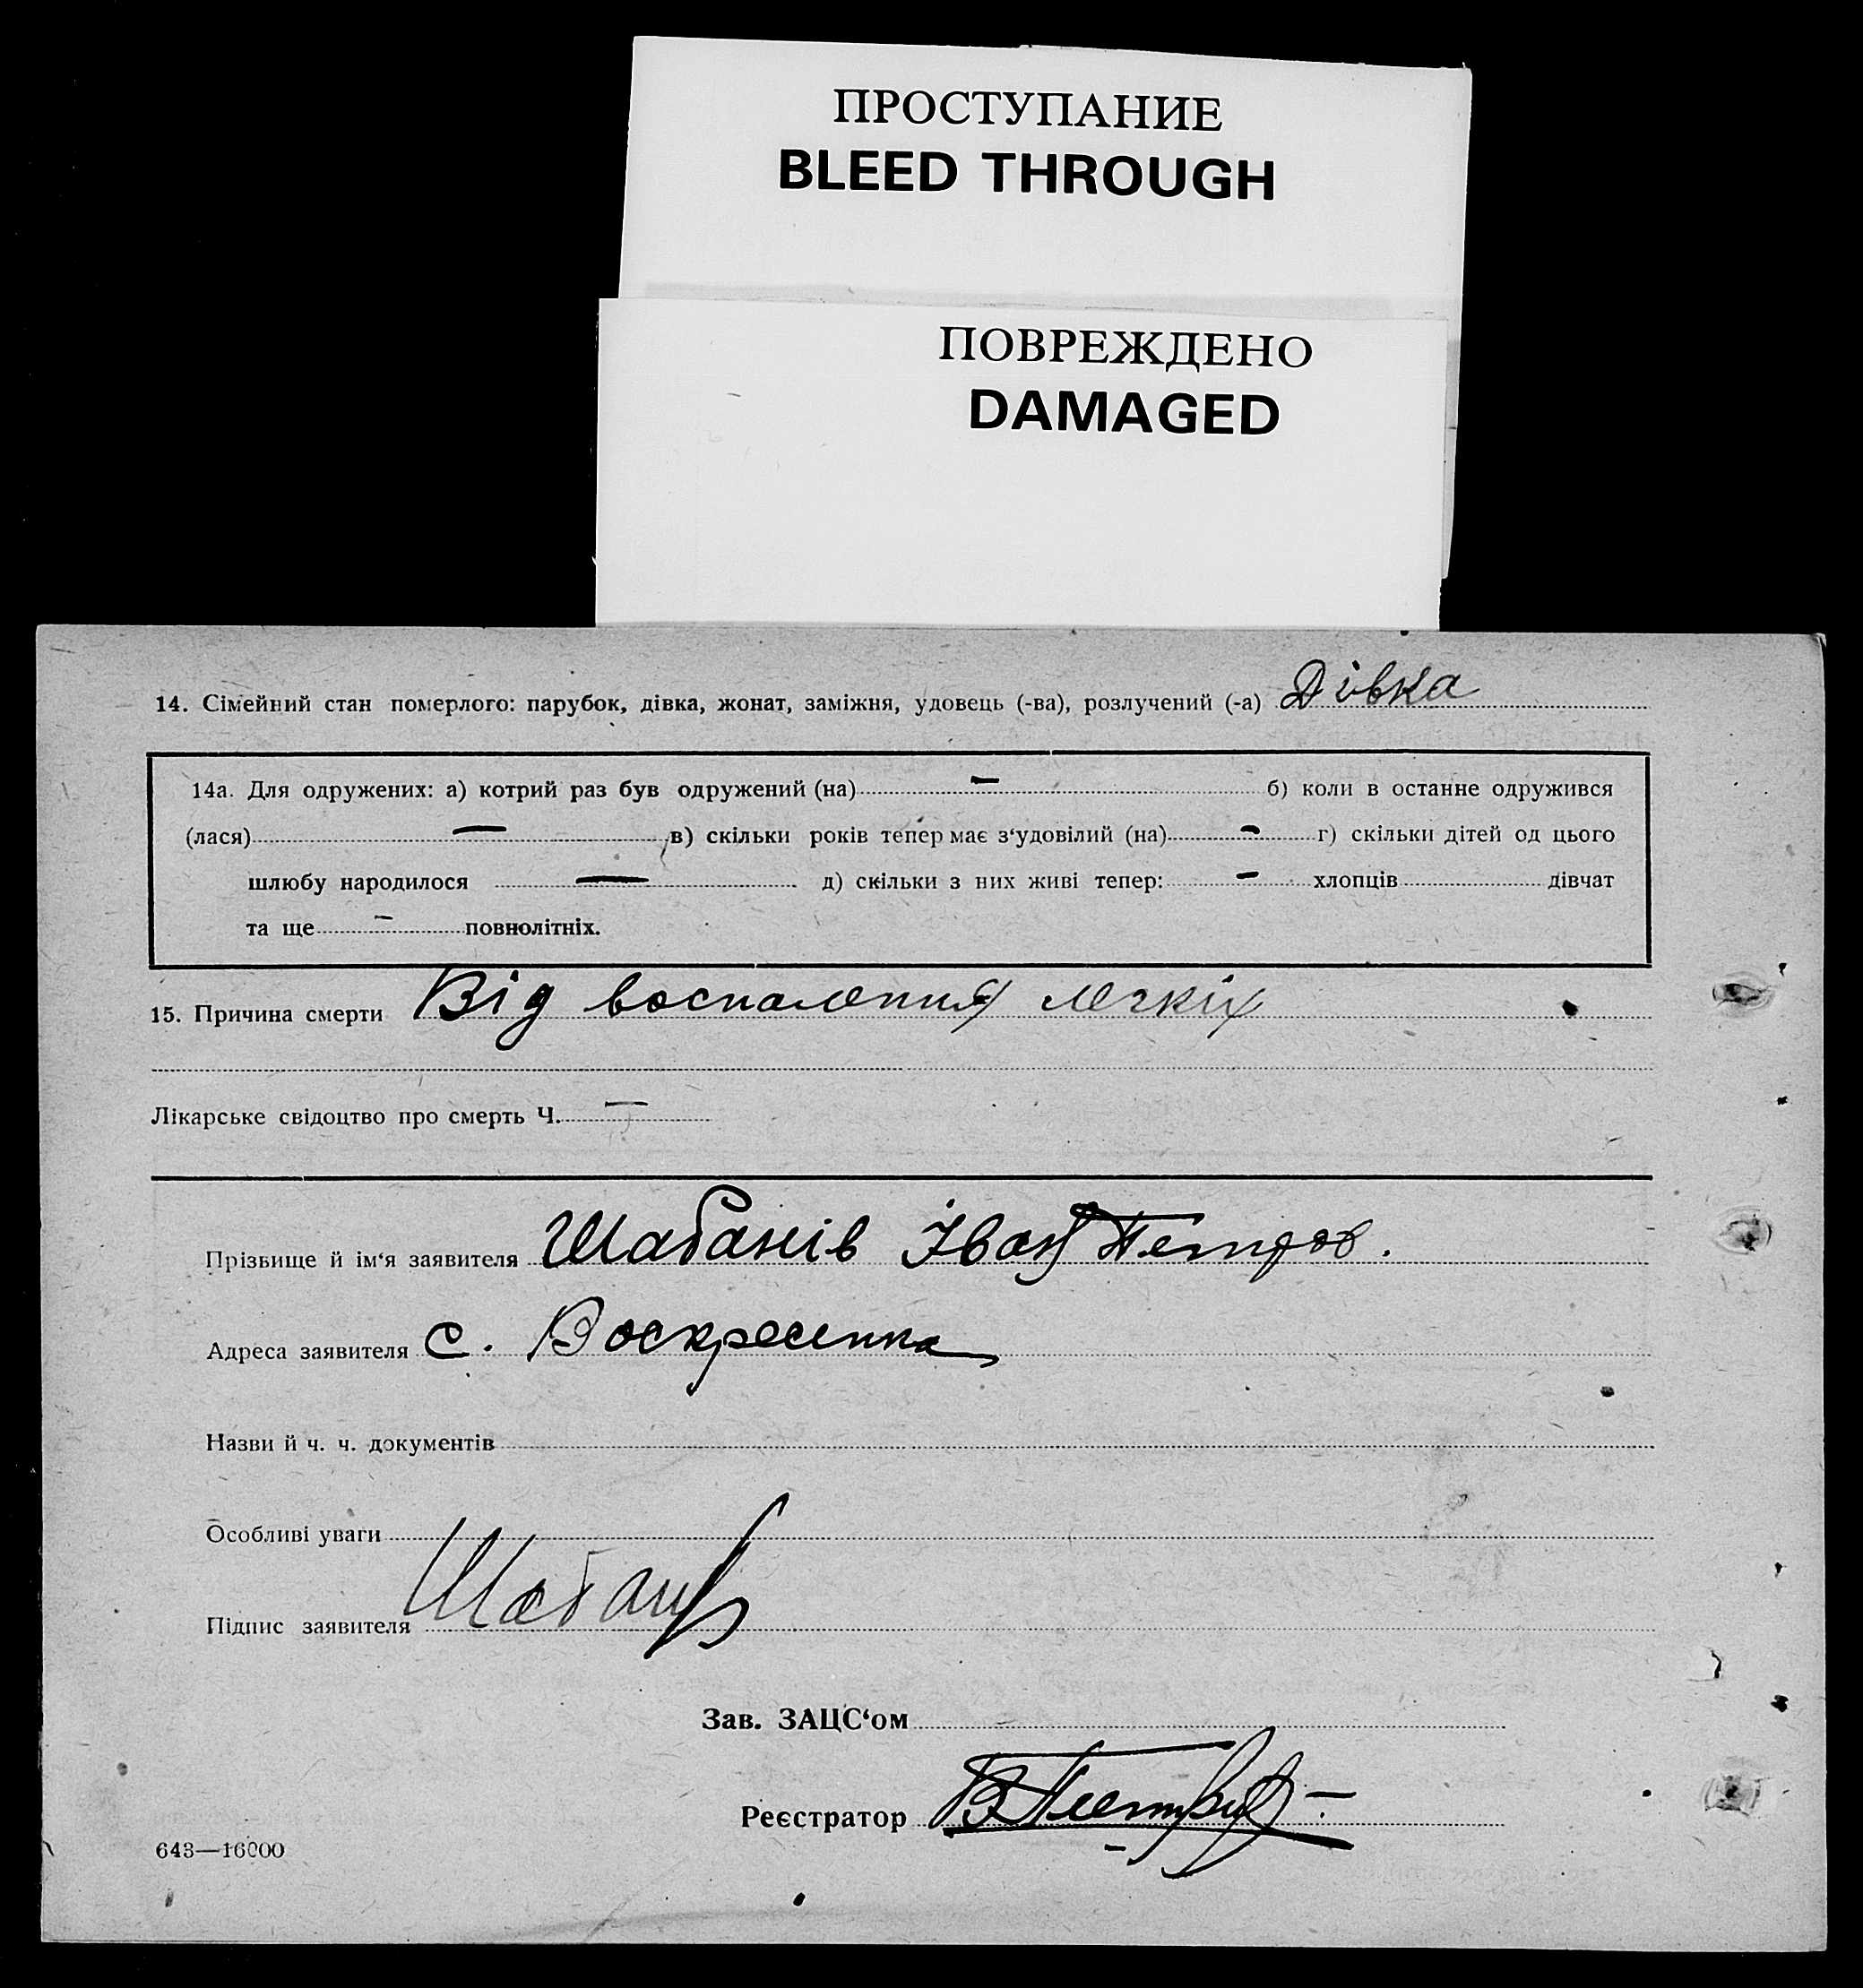 ПРОСТУПАНИЕ
BLEED THROUGH
ПОВРЕЖДЕНО
DAMAGED
14. Сімейний стан померлого: парубок, дівка, жонат, заміжня, удовець (-ва), розлучений (-а) Дівка
14а. Для одружених: а) котрий раз був одружений (на) — б) коли в останне одружився
(лася) — в) скільки років тепер має з‘удовілий (на) — г) скільки дітей од цього
шлюбу народилося — д) скільки з них живі тепер: — хлопців дівчат
та ще — повнолітніх.
15. Причина смерти Від воспалення легких
Лікарське свідоцтво про смерть Ч. —
Прізвище й ім‘я заявителя Шабанів Іван Петров.
Адреса заявителя с. Воскресенка
Назви й ч. ч. документів
Особливі уваги
Підпис заявителя Шабанів
Зав. ЗАЦС‘ом
Реєстратор
643—16000